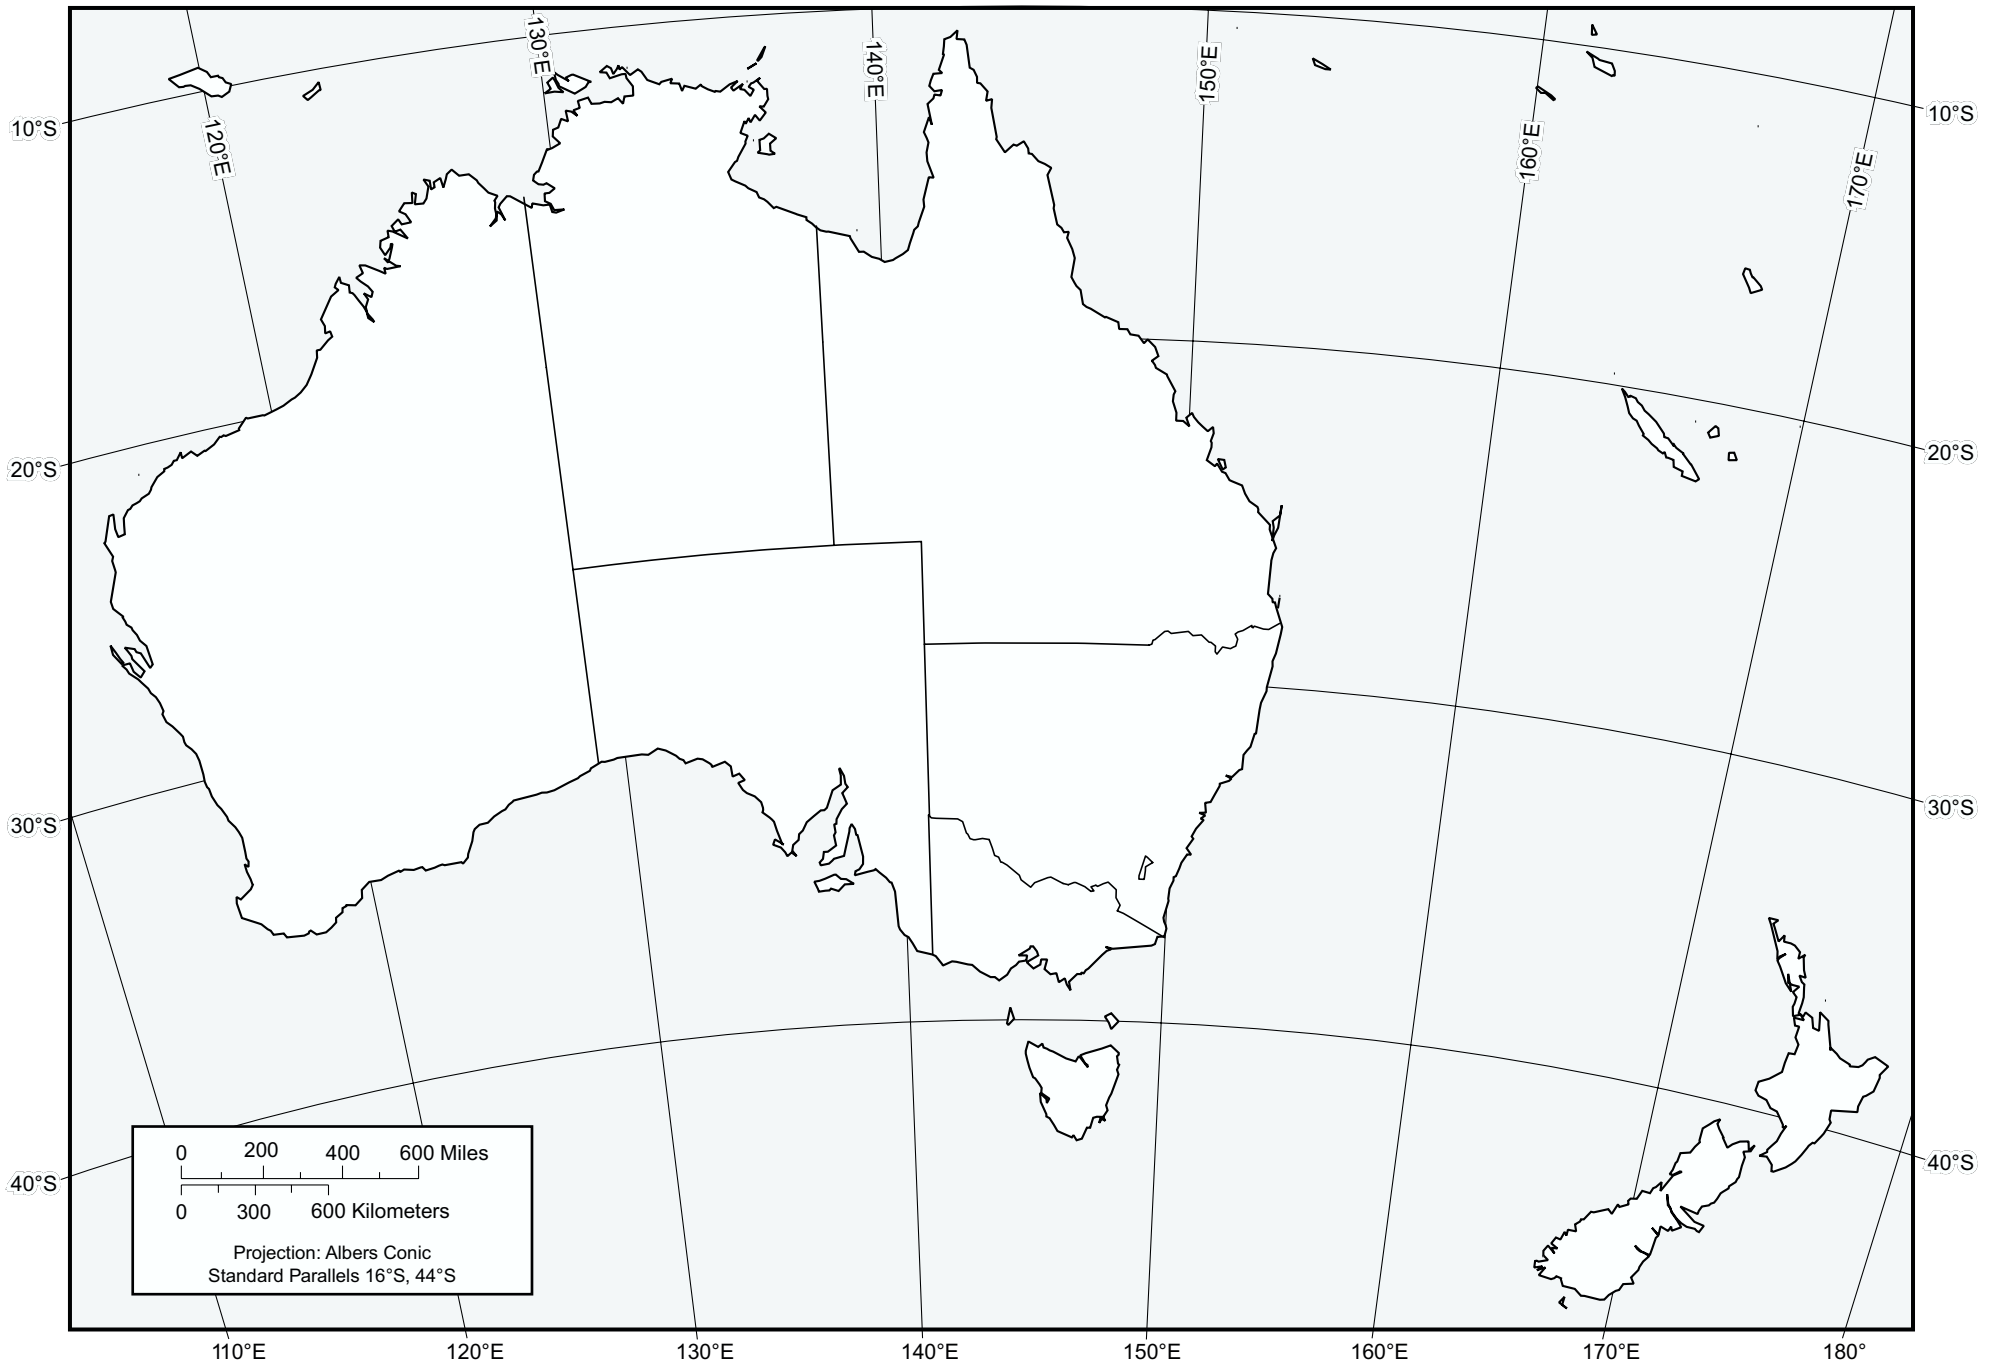 130°E
140°E
150°E
160°E
170°E
120°E
10°S
10°S
20°S
20°S
30°S
30°S
40°S
40°S
0 200 400 600 Miles
0 300 600 Kilometers
Projection: Albers Conic
Standard Parallels 16°S, 44°S
110°E 120°E 130°E 140°E 150°E 160°E 170°E 180°